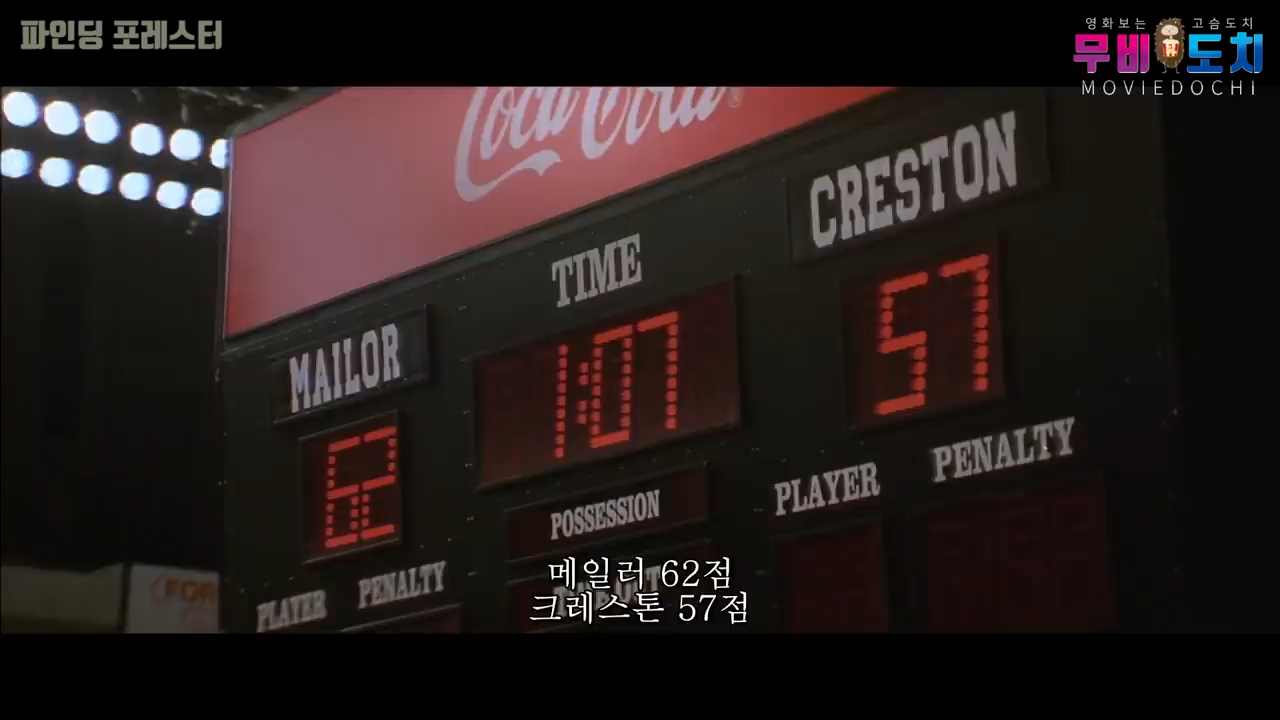 파인딩 포레스터
영화보는 고슴도치
무비도치
MOVIEDOCHI
Coca-Cola
CRESTON
TIME
57
MAILOR
1:07
62
PLAYER PENALTY
POSSESSION
PLAYER PENALTY
FOR
메일러 62점
크레스톤 57점